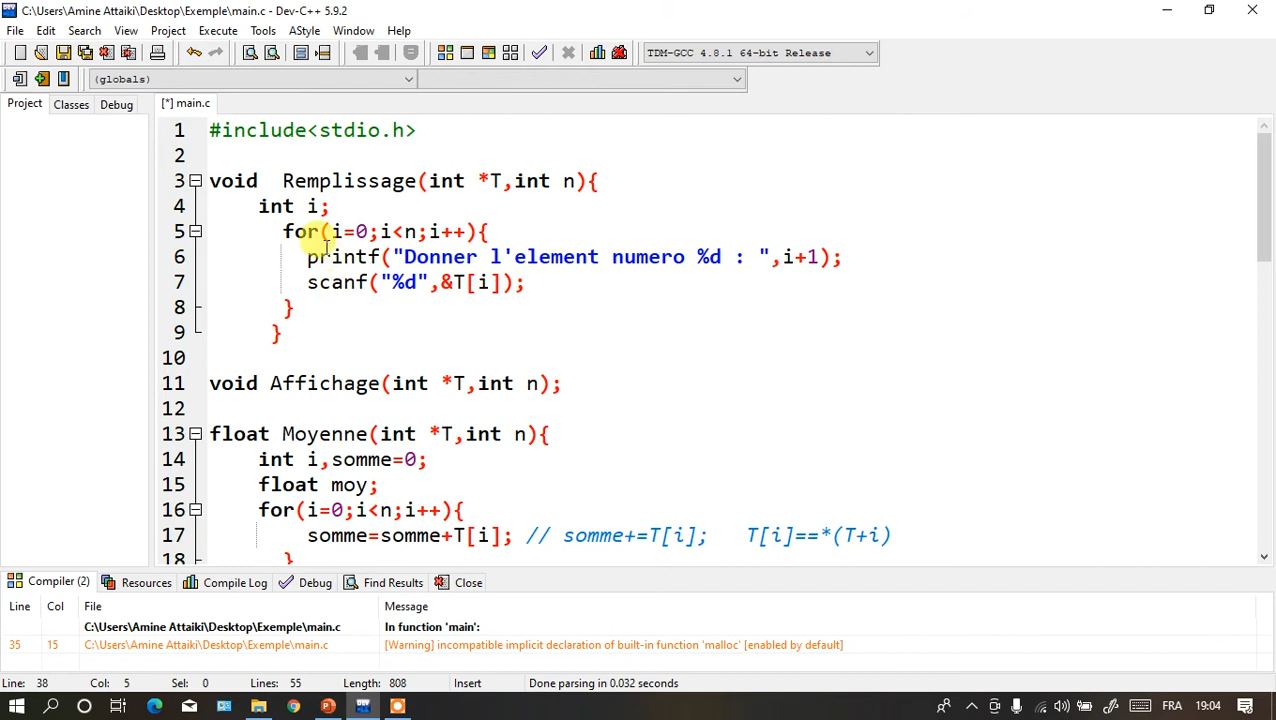 C:\Users\Amine Attaiki\Desktop\Exemple\main.c - Dev-C++ 5.9.2
File Edit Search View Project Execute Tools AStyle Window Help
TDM-GCC 4.8.1 64-bit Release
(globals)
Project Classes Debug [*] main.c
1 #include<stdio.h>
2
3 void  Remplissage(int *T,int n){
4 int i;
5 for(i=0;i<n;i++){
6 printf("Donner l'element numero %d : ",i+1);
7 scanf("%d",&T[i]);
8 }
9 }
10
11 void Affichage(int *T,int n);
12
13 float Moyenne(int *T,int n){
14 int i,somme=0;
15 float moy;
16 for(i=0;i<n;i++){
17 somme=somme+T[i]; // somme+=T[i];   T[i]==*(T+i)
18 }
Compiler (2) Resources Compile Log Debug Find Results Close
Line Col File Message
C:\Users\Amine Attaiki\Desktop\Exemple\main.c In function 'main':
35 15 C:\Users\Amine Attaiki\Desktop\Exemple\main.c [Warning] incompatible implicit declaration of built-in function 'malloc' [enabled by default]
Line: 38 Col: 5 Sel: 0 Lines: 55 Length: 808 Insert Done parsing in 0.032 seconds
FRA 19:04